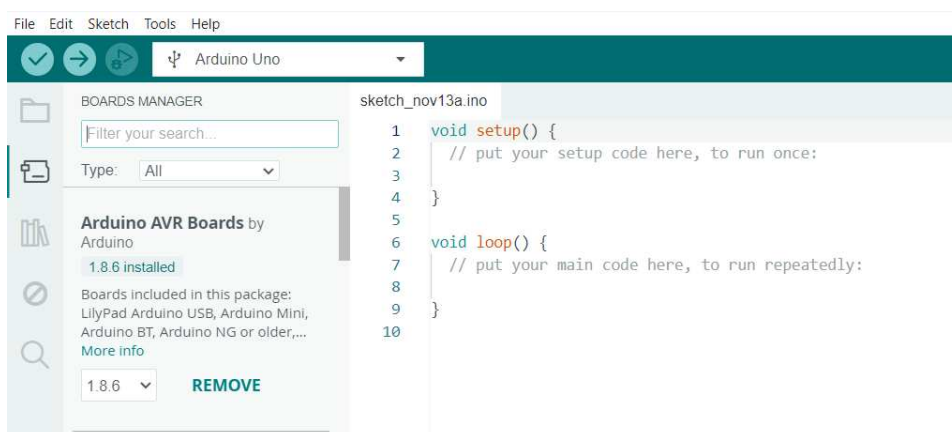 File Edit Sketch Tools Help
Arduino Uno
BOARDS MANAGER
Filter your search...
Type: All
Arduino AVR Boards by
Arduino
1.8.6 installed
Boards included in this package:
LilyPad Arduino USB, Arduino Mini,
Arduino BT, Arduino NG or older,...
More info
1.8.6 REMOVE
sketch_nov13a.ino
1 void setup() {
2 // put your setup code here, to run once:
3
4 }
5
6 void loop() {
7 // put your main code here, to run repeatedly:
8
9 }
10